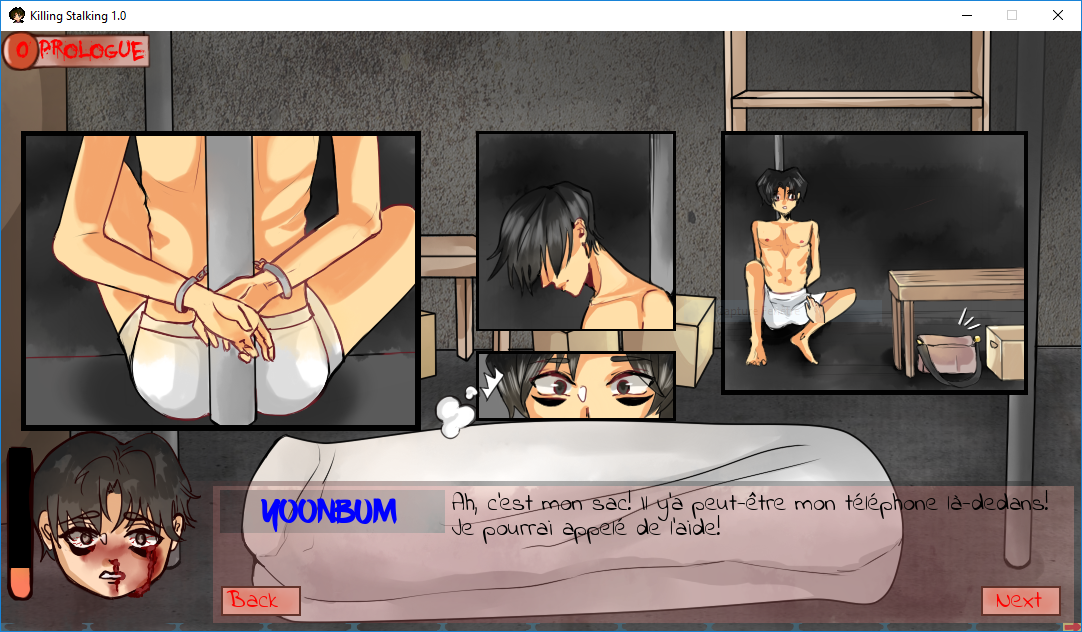 Killing Stalking 1.0
0 PROLOGUE
YOONBUM
Ah, c'est mon sac! Il y'a peut-être mon téléphone là-dedans!
Je pourrai appelé de l'aide!
Back
Next